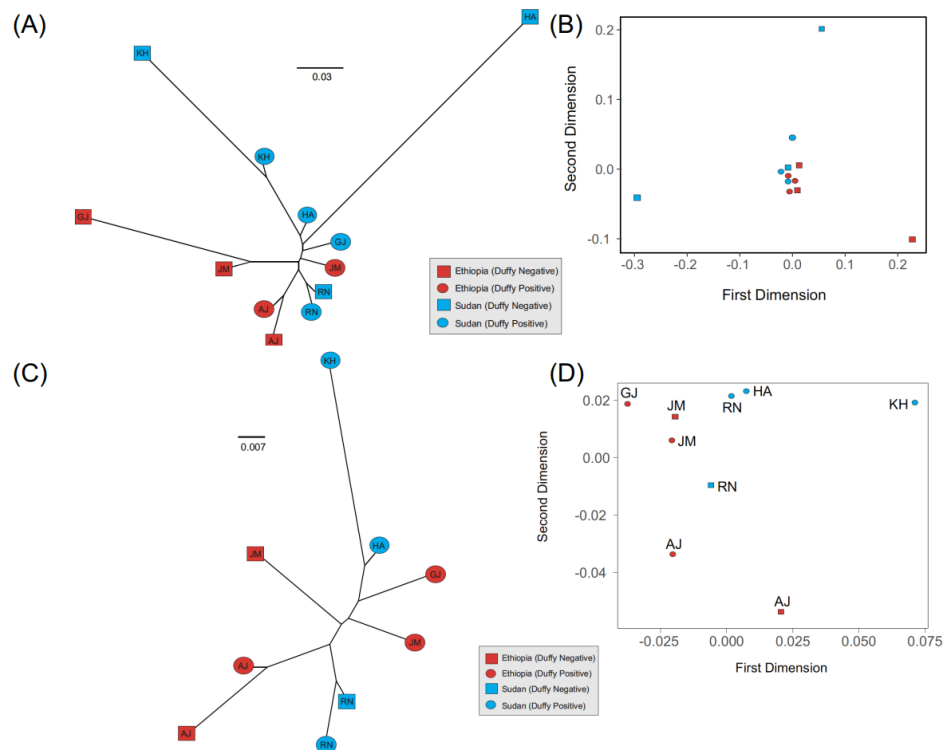 (A)
HA
KH
0.03
KH
GJ
HA
GJ
JM
JM
RN
AJ
RN
AJ
Ethiopia (Duffy Negative)
Ethiopia (Duffy Positive)
Sudan (Duffy Negative)
Sudan (Duffy Positive)
(B)
Second Dimension
0.2
0.1
0.0
-0.1
-0.3
-0.2
-0.1
0.0
0.1
0.2
First Dimension
(C)
KH
0.007
JM
HA
GJ
JM
AJ
RN
AJ
RN
Ethiopia (Duffy Negative)
Ethiopia (Duffy Positive)
Sudan (Duffy Negative)
Sudan (Duffy Positive)
(D)
Second Dimension
0.02
0.00
-0.02
-0.04
GJ
JM
RN
HA
KH
JM
RN
AJ
AJ
-0.025
0.000
0.025
0.050
0.075
First Dimension